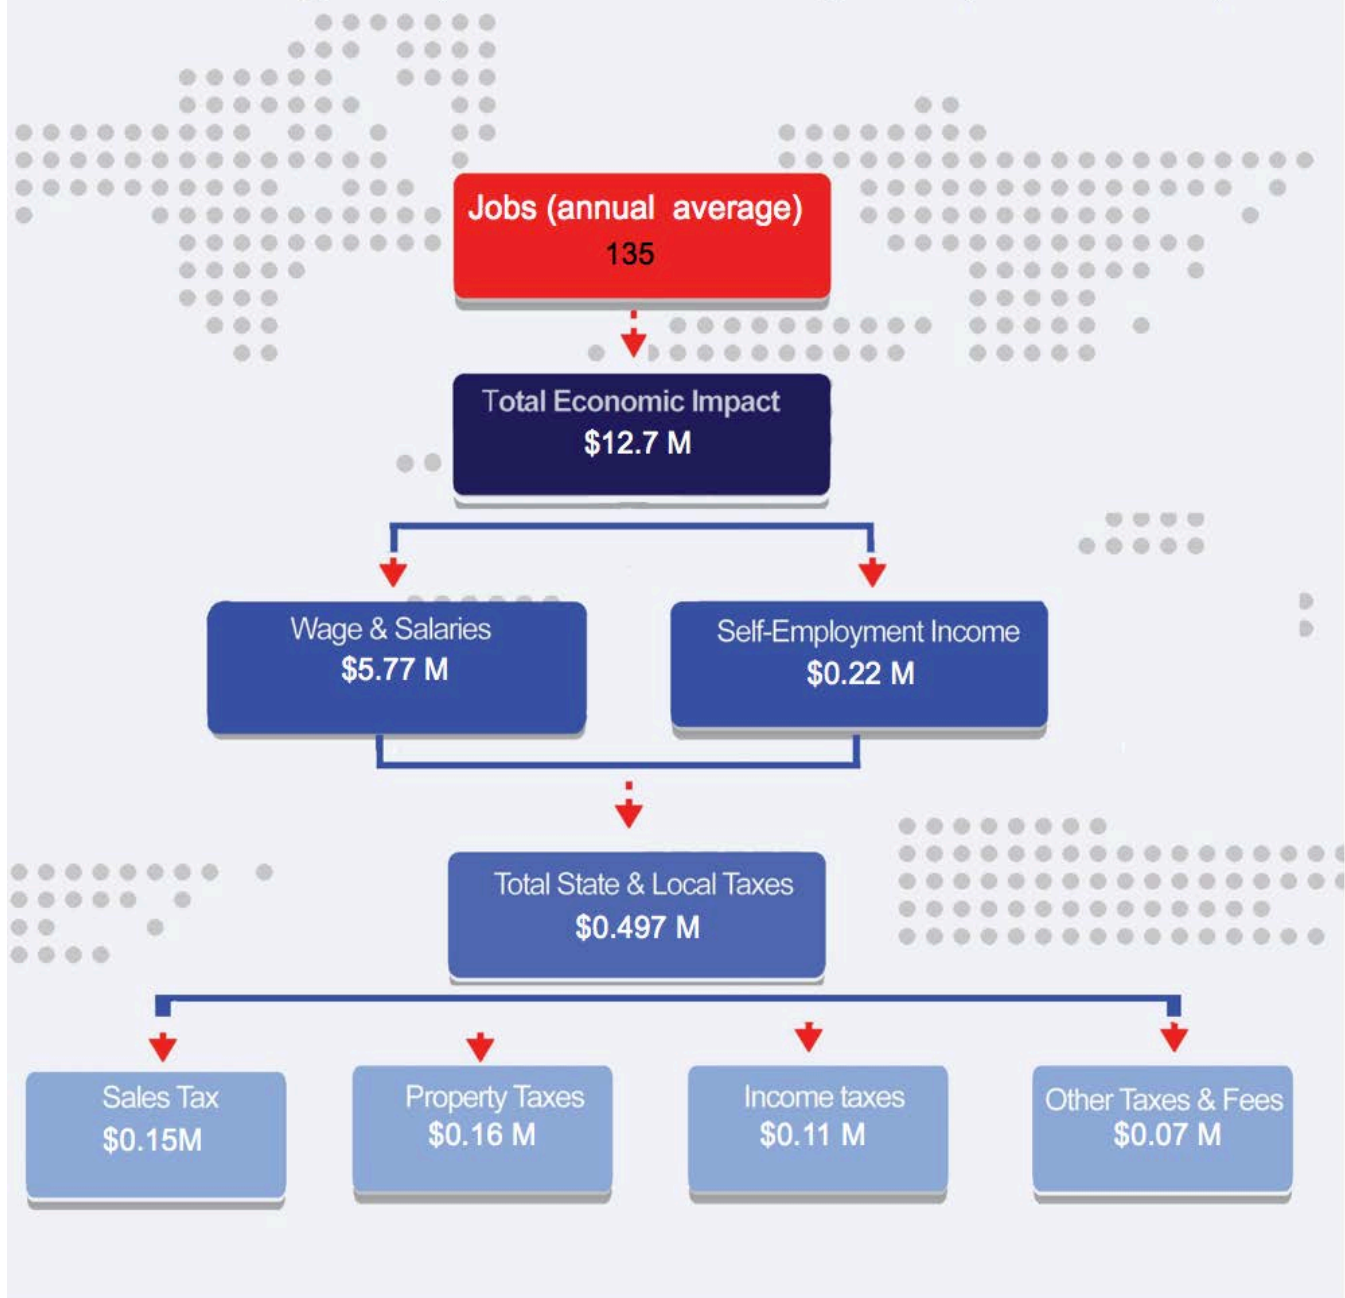 Jobs (annual average)
135
Total Economic Impact
$12.7 M
Wage & Salaries
$5.77 M
Self-Employment Income
$0.22 M
Total State & Local Taxes
$0.497 M
Sales Tax
$0.15M
Property Taxes
$0.16 M
Income taxes
$0.11 M
Other Taxes & Fees
$0.07 M